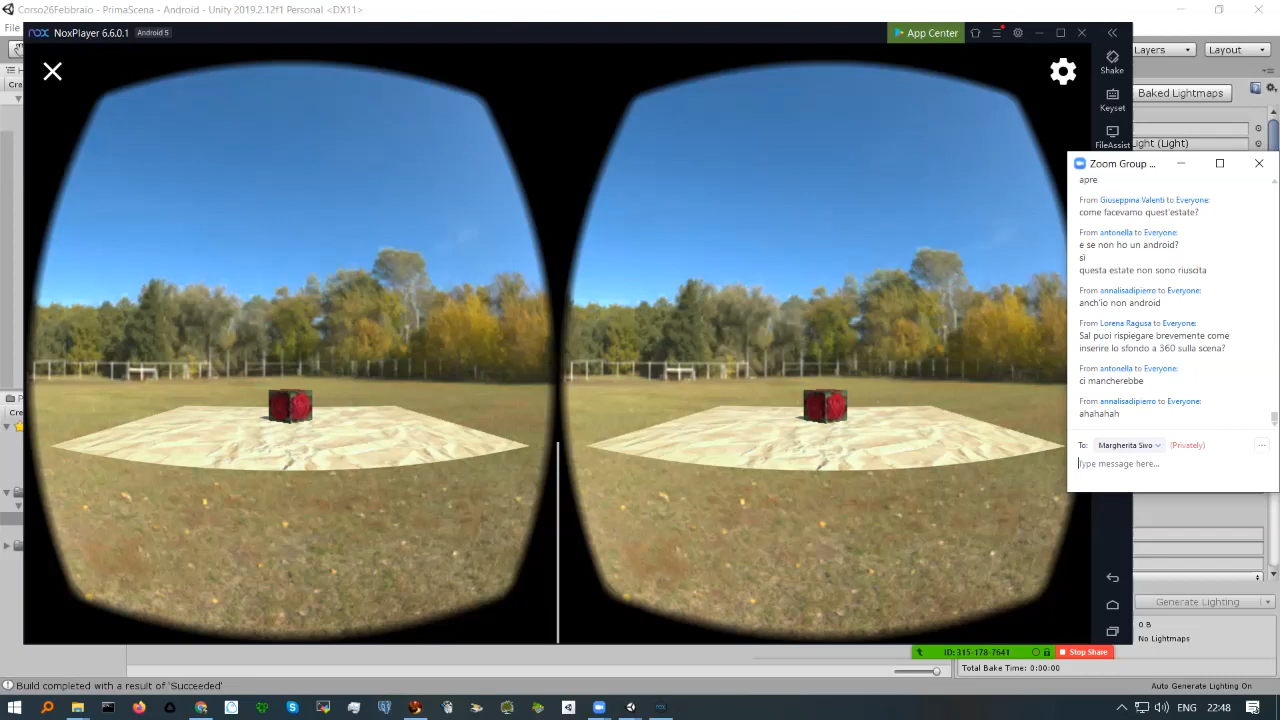 Corso26Febbraio - PrimaScena - Android - Unity 2019.2.12f1 Personal <DX11>
File
NoxPlayer 6.6.0.1 Android 5
App Center
Layers
Layout
Cre
Shake
Baked Lightmaps
Keyset
FileAssist
Light (Light)
Zoom Group ...
apre
From Giuseppina Valenti to Everyone:
come facevamo quest'estate?
From antonella to Everyone:
e se non ho un android?
sì
questa estate non sono riuscita
From annalisadipierro to Everyone:
anch'io non android
From Lorena Ragusa to Everyone:
Sal puoi rispiegare brevemente come
inserire lo sfondo a 360 sulla scena?
From antonella to Everyone:
ci mancherebbe
From annalisadipierro to Everyone:
ahahahah
To: Margherita Sivo (Privately)
Type message here...
P
Cre
Generate Lighting
0 B
No Lightmaps
ID: 315-178-7641
Stop Share
Total Bake Time: 0:00:00
Build completed with a result of 'Succeeded'
Auto Generate Lighting On
ENG
22:48